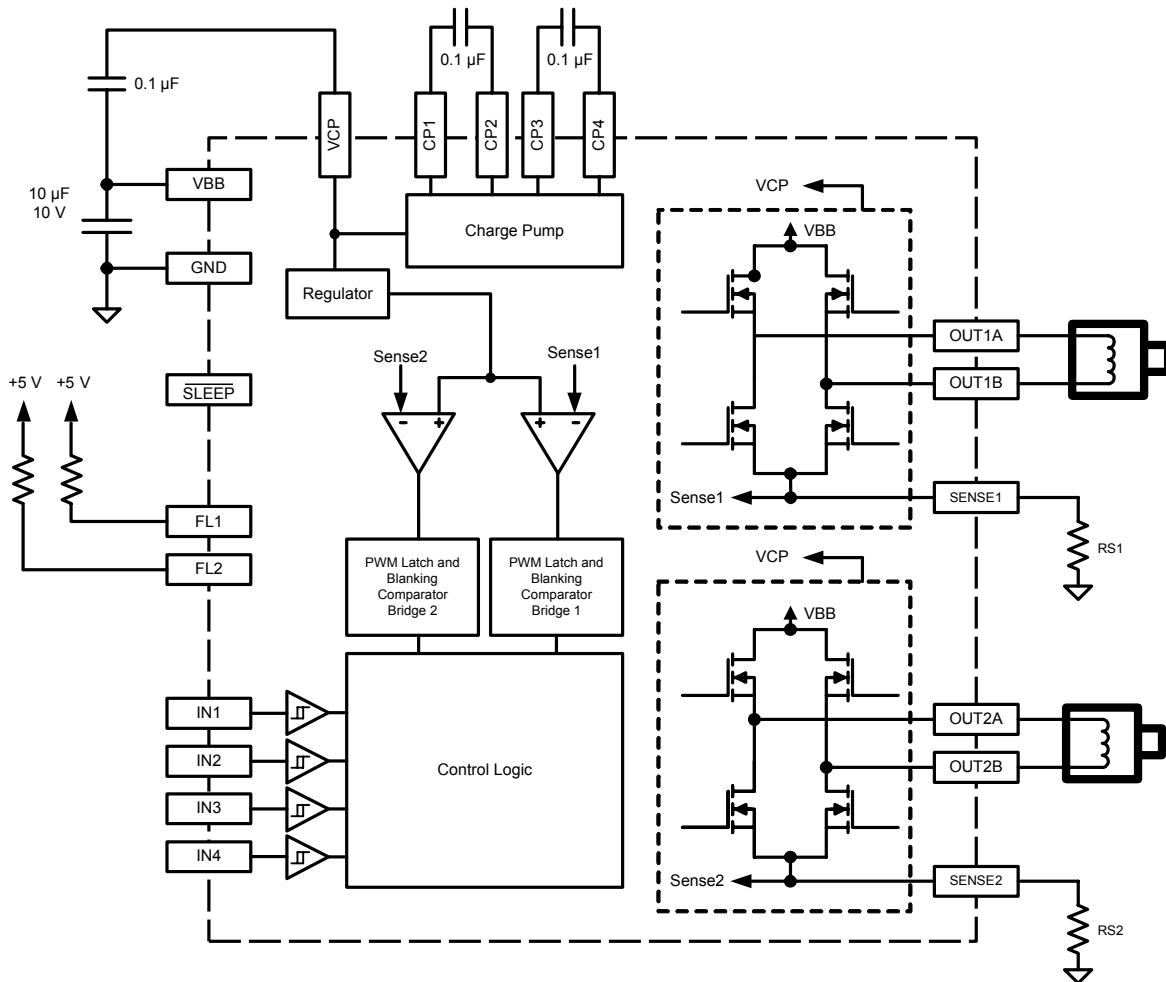 0.1 µF
0.1 µF
0.1 µF
VCP
CP1
CP2
CP3
CP4
VBB
10 µF
10 V
GND
Charge Pump
Regulator
VCP
VBB
OUT1A
OUT1B
Sense2
Sense1
+5 V
+5 V
SLEEP
FL1
FL2
Sense1
SENSE1
RS1
PWM Latch and
Blanking
Comparator
Bridge 2
PWM Latch and
Blanking
Comparator
Bridge 1
VCP
VBB
IN1
IN2
IN3
IN4
Control Logic
OUT2A
OUT2B
Sense2
SENSE2
RS2